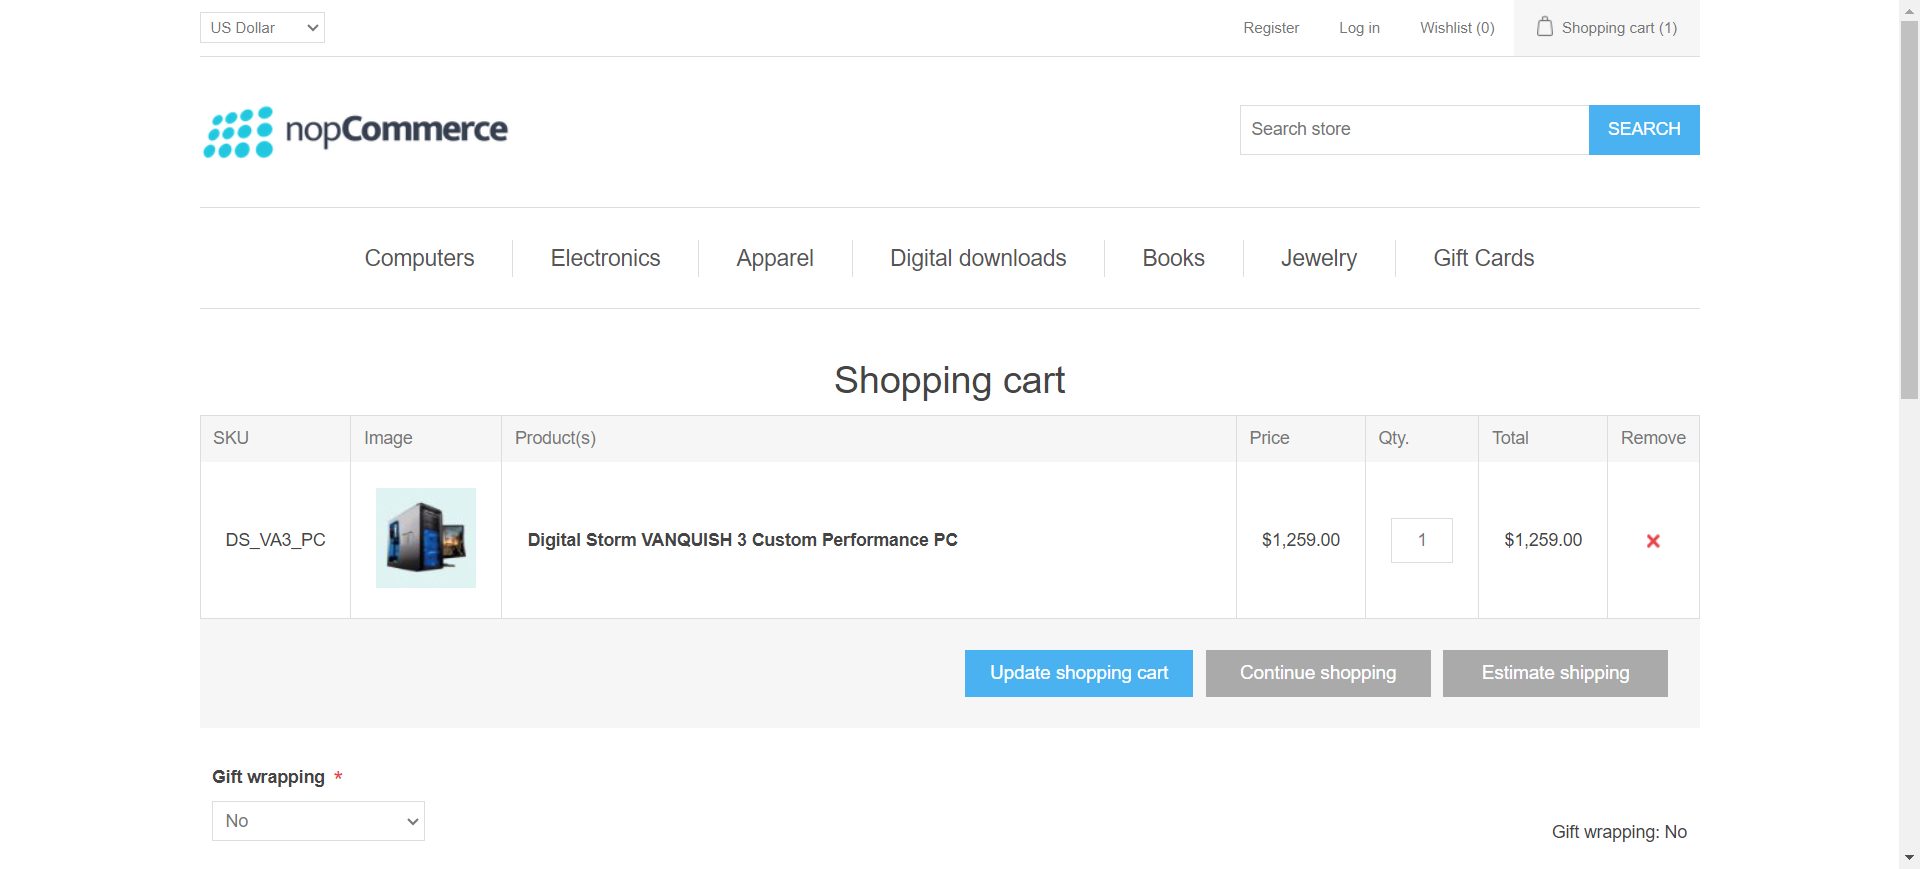 US Dollar
Register
Log in
Wishlist (0)
Shopping cart (1)
nopCommerce
Search store
SEARCH
Computers
Electronics
Apparel
Digital downloads
Books
Jewelry
Gift Cards
Shopping cart
SKU Image Product(s) Price Qty. Total Remove
DS_VA3_PC Digital Storm VANQUISH 3 Custom Performance PC $1,259.00 1 $1,259.00
Update shopping cart
Continue shopping
Estimate shipping
Gift wrapping *
No
Gift wrapping: No